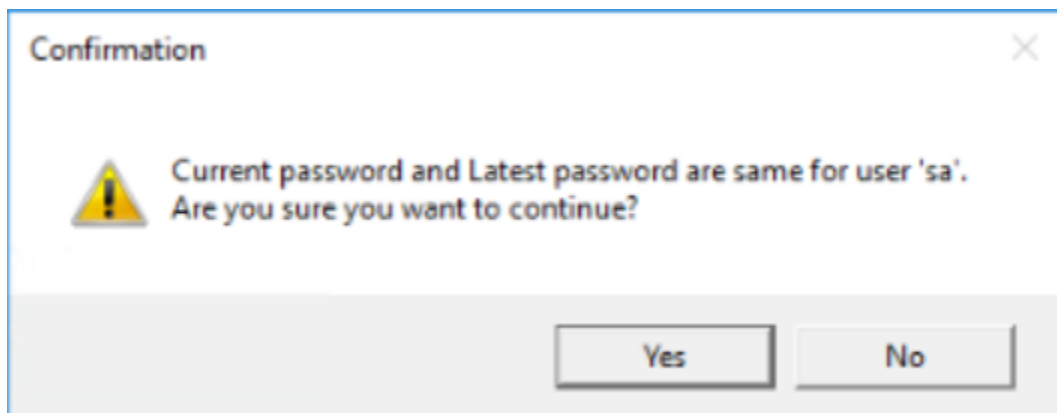 Confirmation
Current password and Latest password are same for user 'sa'.
Are you sure you want to continue?
Yes
No